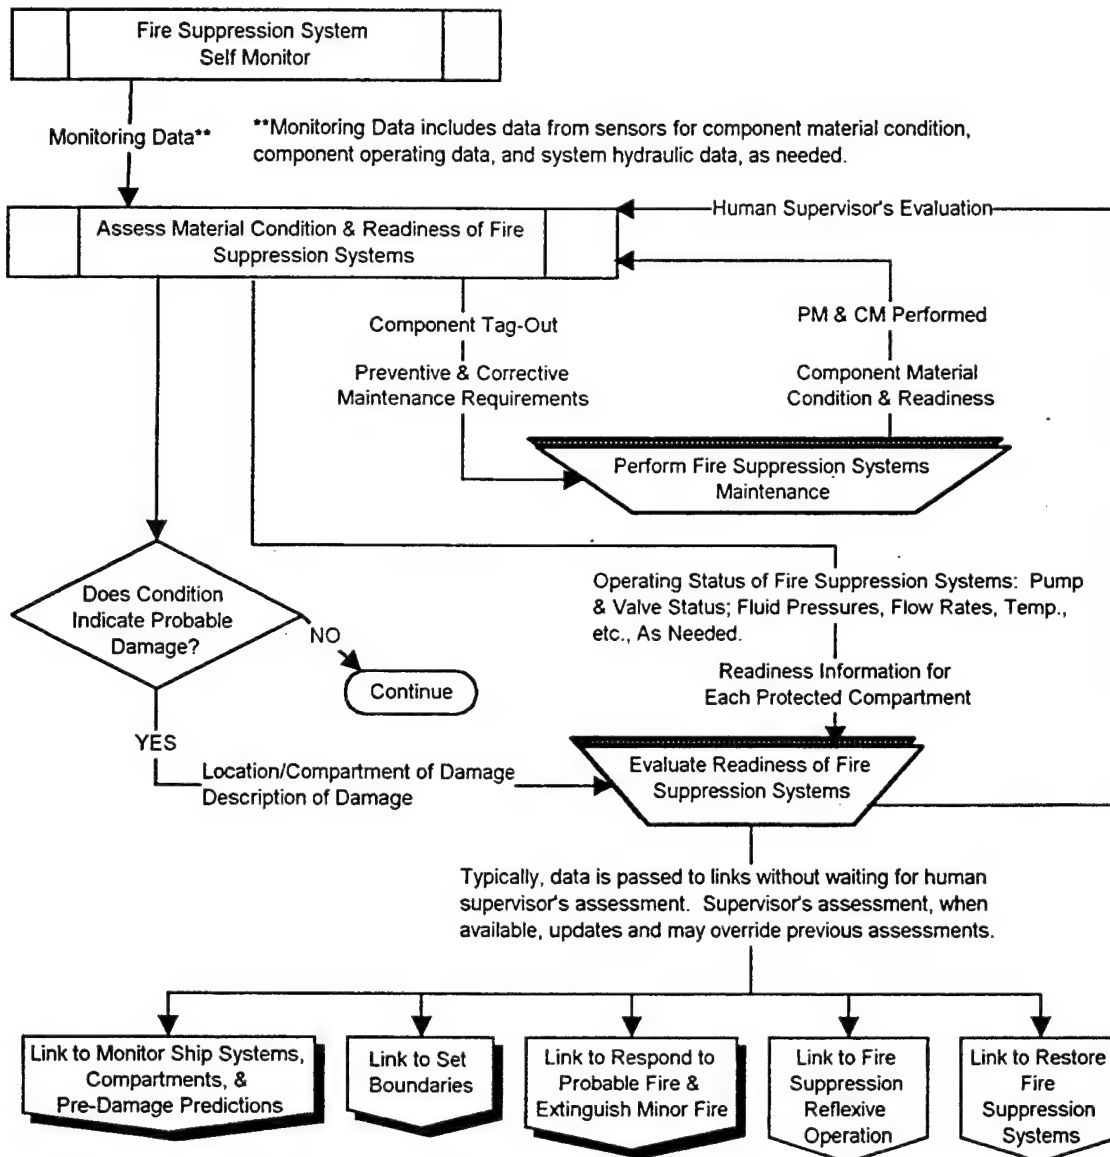 Fire Suppression System
Self Monitor
Monitoring Data**
**Monitoring Data includes data from sensors for component material condition,
component operating data, and system hydraulic data, as needed.
Human Supervisor's Evaluation
Assess Material Condition & Readiness of Fire
Suppression Systems
Component Tag-Out
Preventive & Corrective
Maintenance Requirements
PM & CM Performed
Component Material
Condition & Readiness
Perform Fire Suppression Systems
Maintenance
Does Condition
Indicate Probable
Damage?
NO
Continue
YES
Operating Status of Fire Suppression Systems: Pump
& Valve Status; Fluid Pressures, Flow Rates, Temp.,
etc., As Needed.
Readiness Information for
Each Protected Compartment
Location/Compartment of Damage
Description of Damage
Evaluate Readiness of Fire
Suppression Systems
Typically, data is passed to links without waiting for human
supervisor's assessment. Supervisor's assessment, when
available, updates and may override previous assessments.
Link to Monitor Ship Systems,
Compartments, &
Pre-Damage Predictions
Link to Set
Boundaries
Link to Respond to
Probable Fire &
Extinguish Minor Fire
Link to Fire
Suppression
Reflexive
Operation
Link to Restore
Fire
Suppression
Systems